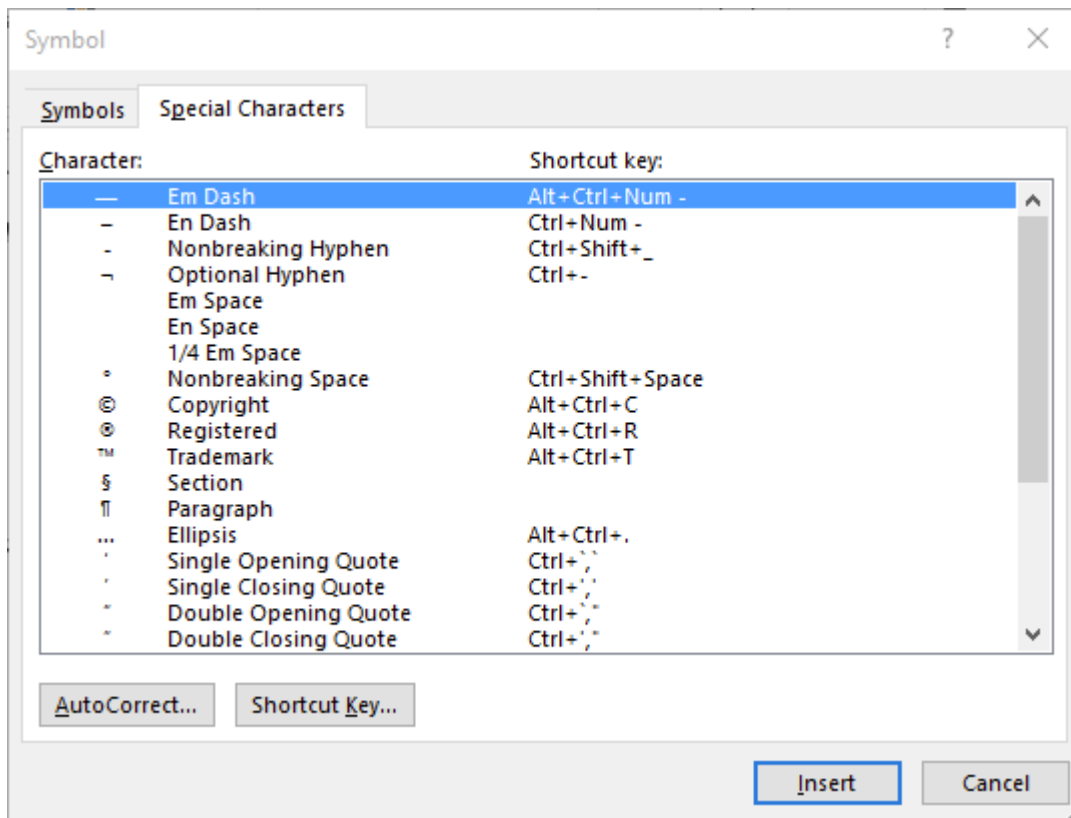 Symbol ?
Symbols Special Characters
Character: Shortcut key:
— Em Dash Alt+Ctrl+Num -
– En Dash Ctrl+Num -
- Nonbreaking Hyphen Ctrl+Shift+_
¬ Optional Hyphen Ctrl+-
Em Space
En Space
1/4 Em Space
° Nonbreaking Space Ctrl+Shift+Space
© Copyright Alt+Ctrl+C
® Registered Alt+Ctrl+R
™ Trademark Alt+Ctrl+T
§ Section
¶ Paragraph
… Ellipsis Alt+Ctrl+.
‘ Single Opening Quote Ctrl+`,`
’ Single Closing Quote Ctrl+','
“ Double Opening Quote Ctrl+`,"
” Double Closing Quote Ctrl+',"
AutoCorrect... Shortcut Key...
Insert Cancel